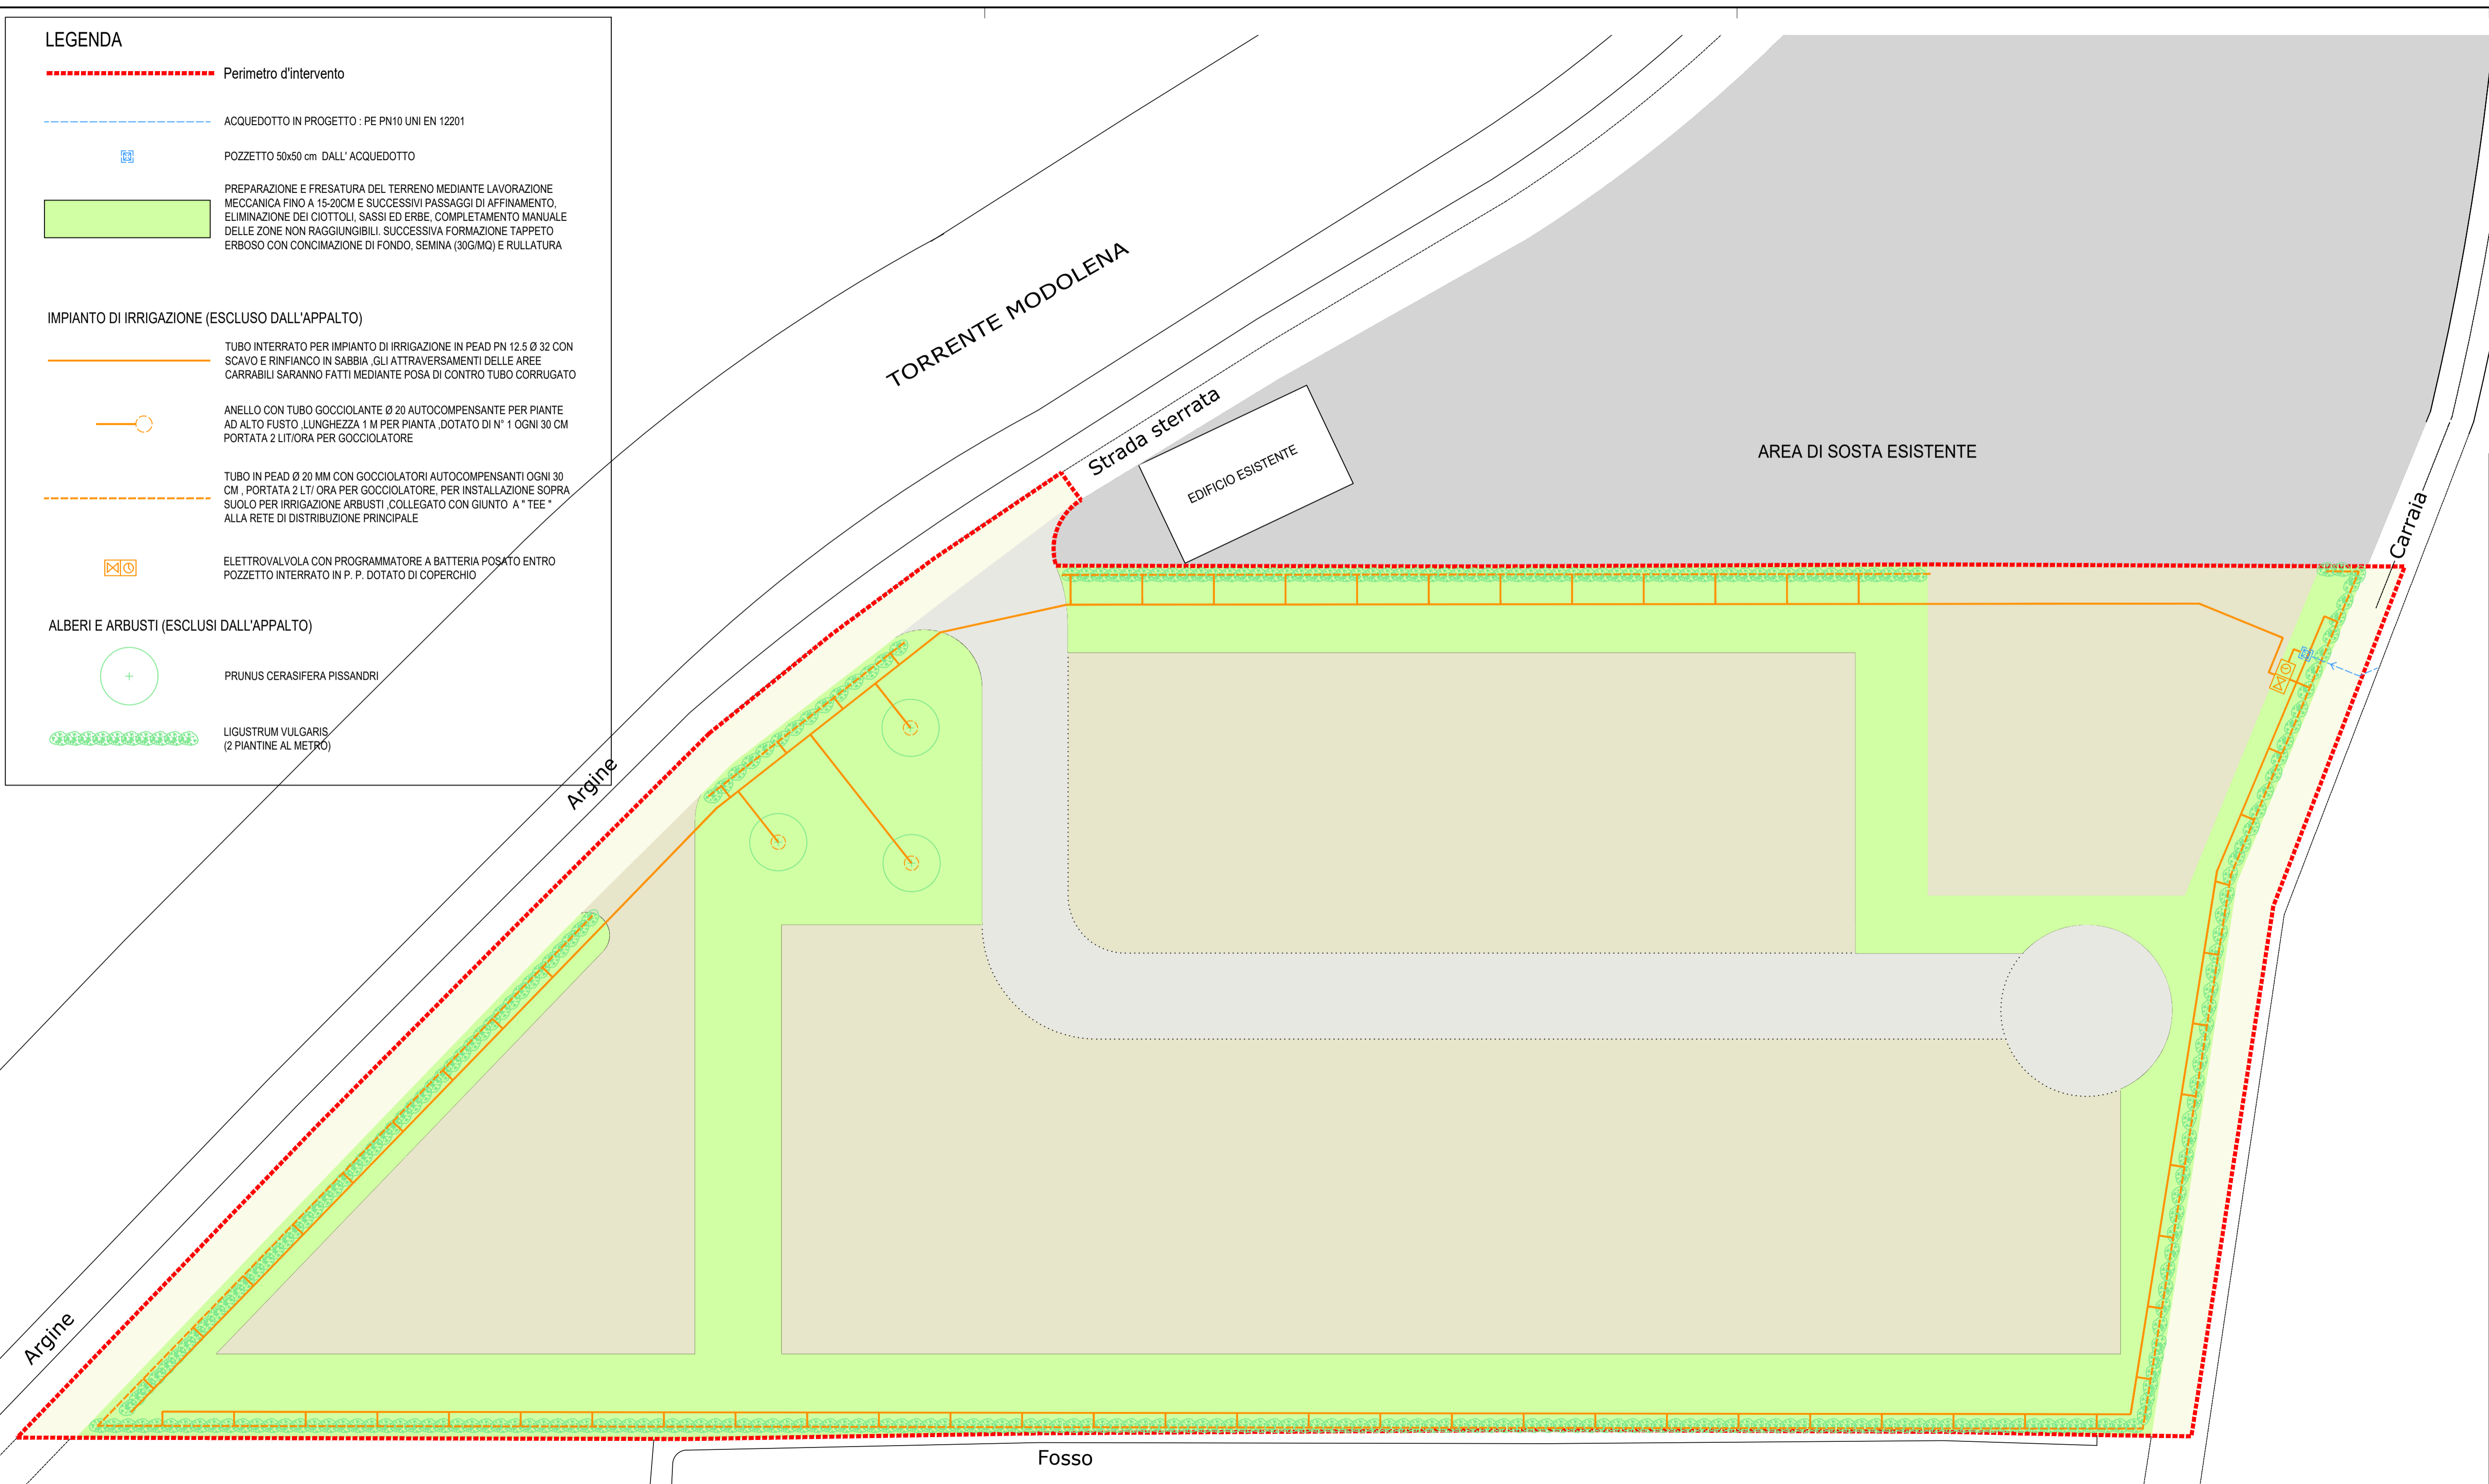 LEGENDA
Perimetro d'intervento
ACQUEDOTTO IN PROGETTO : PE PN10 UNI EN 12201
POZZETTO 50x50 cm DALL' ACQUEDOTTO
PREPARAZIONE E FRESATURA DEL TERRENO MEDIANTE LAVORAZIONE
MECCANICA FINO A 15-20CM E SUCCESSIVI PASSAGGI DI AFFINAMENTO,
ELIMINAZIONE DEI CIOTTOLI, SASSI ED ERBE, COMPLETAMENTO MANUALE
DELLE ZONE NON RAGGIUNGIBILI. SUCCESSIVA FORMAZIONE TAPPETO
ERBOSO CON CONCIMAZIONE DI FONDO, SEMINA (30G/MQ) E RULLATURA
IMPIANTO DI IRRIGAZIONE (ESCLUSO DALL'APPALTO)
TUBO INTERRATO PER IMPIANTO DI IRRIGAZIONE IN PEAD PN 12.5 Ø 32 CON
SCAVO E RINFIANCO IN SABBIA ,GLI ATTRAVERSAMENTI DELLE AREE
CARRABILI SARANNO FATTI MEDIANTE POSA DI CONTRO TUBO CORRUGATO
ANELLO CON TUBO GOCCIOLANTE Ø 20 AUTOCOMPENSANTE PER PIANTE
AD ALTO FUSTO ,LUNGHEZZA 1 M PER PIANTA ,DOTATO DI N° 1 OGNI 30 CM
PORTATA 2 LIT/ORA PER GOCCIOLATORE
TUBO IN PEAD Ø 20 MM CON GOCCIOLATORI AUTOCOMPENSANTI OGNI 30
CM , PORTATA 2 LT/ ORA PER GOCCIOLATORE, PER INSTALLAZIONE SOPRA
SUOLO PER IRRIGAZIONE ARBUSTI ,COLLEGATO CON GIUNTO A " TEE "
ALLA RETE DI DISTRIBUZIONE PRINCIPALE
ELETTROVALVOLA CON PROGRAMMATORE A BATTERIA POSATO ENTRO
POZZETTO INTERRATO IN P. P. DOTATO DI COPERCHIO
ALBERI E ARBUSTI (ESCLUSI DALL'APPALTO)
PRUNUS CERASIFERA PISSANDRI
LIGUSTRUM VULGARIS
(2 PIANTINE AL METRO)
TORRENTE MODOLENA
Strada sterrata
EDIFICIO ESISTENTE
AREA DI SOSTA ESISTENTE
Carraia
Argine
Argine
Fosso